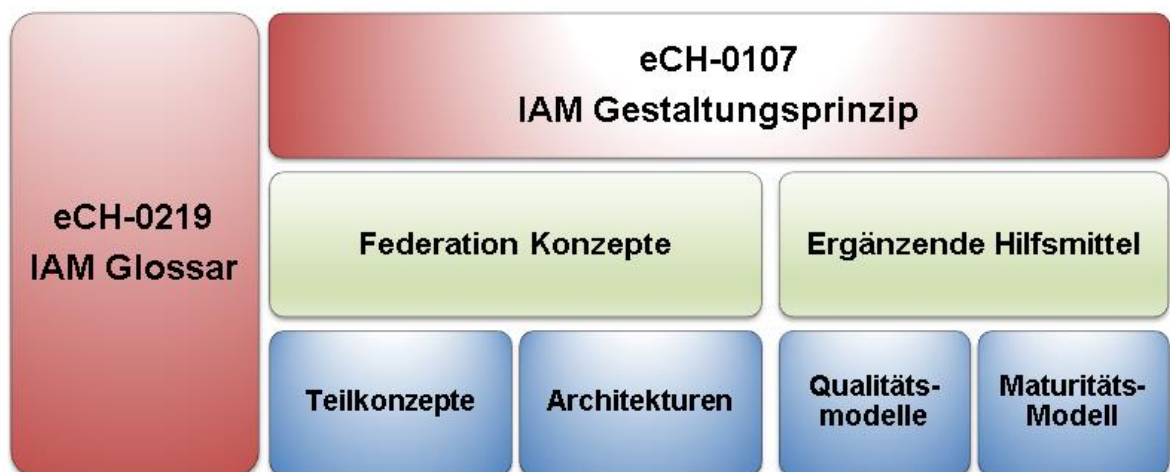 eCH-0219
IAM Glossar
eCH-0107
IAM Gestaltungsprinzip
Federation Konzepte
Ergänzende Hilfsmittel
Teilkonzepte
Architekturen
Qualitäts-
modelle
Maturitäts-
Modell